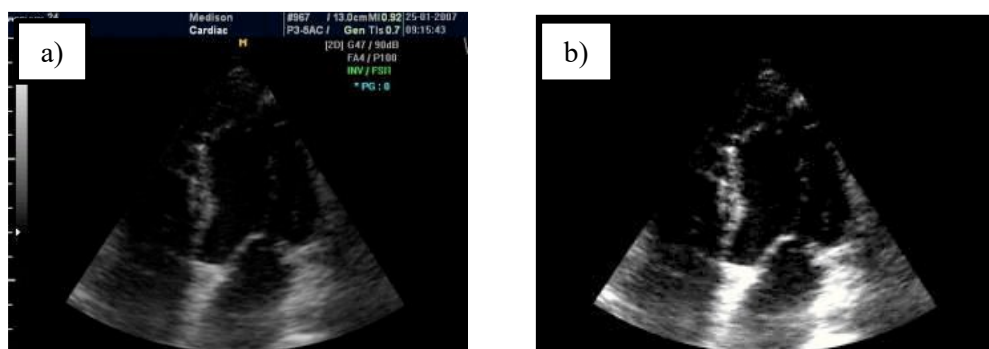 a)
Medison #967 / 13.0cm MI 0.92 25-01-2007
Cardiac P3-5AC / Gen TIs 0.7 09:15:43
M
[2D] G47 / 90dB
FA4 / P100
INV / FSI1
* PG : 0
b)